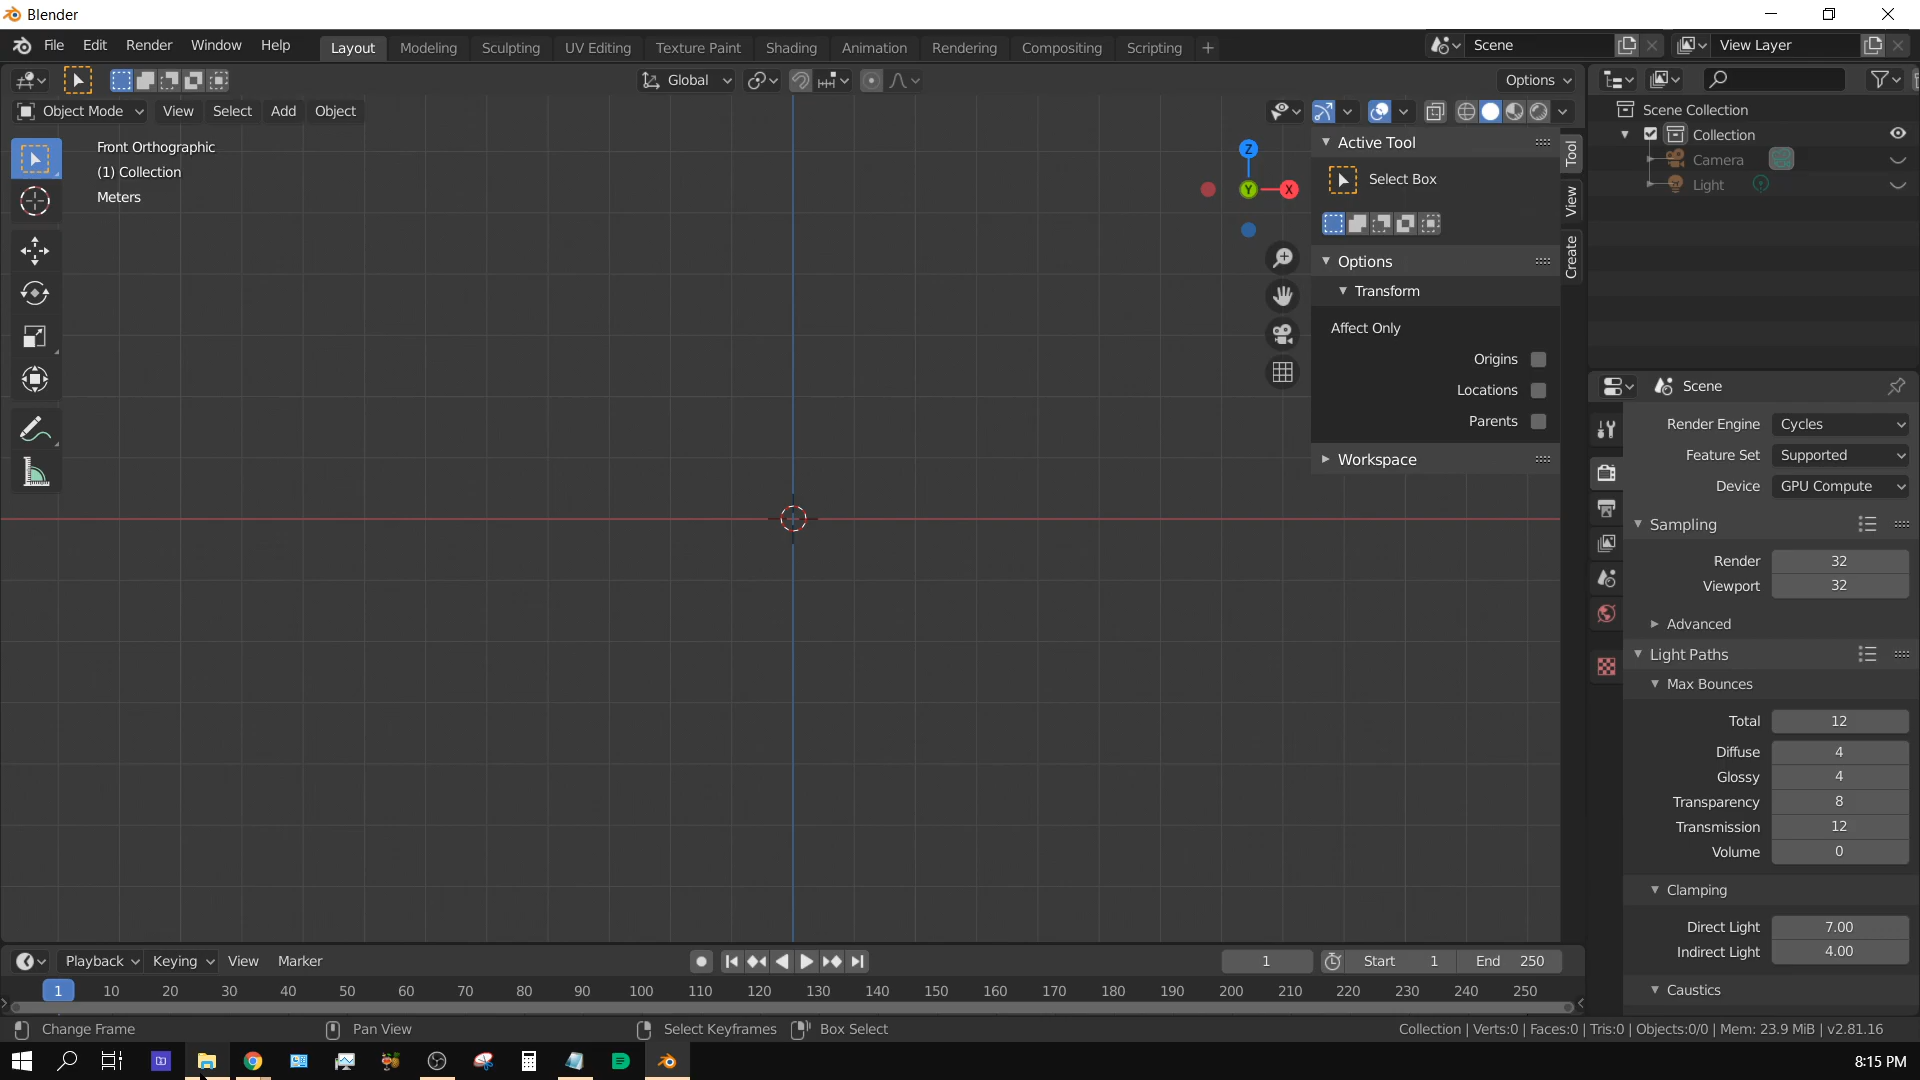 Blender
File Edit Render Window Help Layout Modeling Sculpting UV Editing Texture Paint Shading Animation Rendering Compositing Scripting + Scene View Layer
Global Options
Object Mode View Select Add Object
Front Orthographic
(1) Collection
Meters
Z
Y
X
Active Tool
Select Box
Options
Transform
Affect Only
Origins
Locations
Parents
Workspace
Tool
View
Create
Scene Collection
Collection
Camera
Light
Scene
Render Engine Cycles
Feature Set Supported
Device GPU Compute
Sampling
Render 32
Viewport 32
Advanced
Light Paths
Max Bounces
Total 12
Diffuse 4
Glossy 4
Transparency 8
Transmission 12
Volume 0
Clamping
Direct Light 7.00
Indirect Light 4.00
Caustics
Playback Keying View Marker 1 Start 1 End 250
1 10 20 30 40 50 60 70 80 90 100 110 120 130 140 150 160 170 180 190 200 210 220 230 240 250
Change Frame Pan View Select Keyframes Box Select Collection | Verts:0 | Faces:0 | Tris:0 | Objects:0/0 | Mem: 23.9 MiB | v2.81.16
8:15 PM